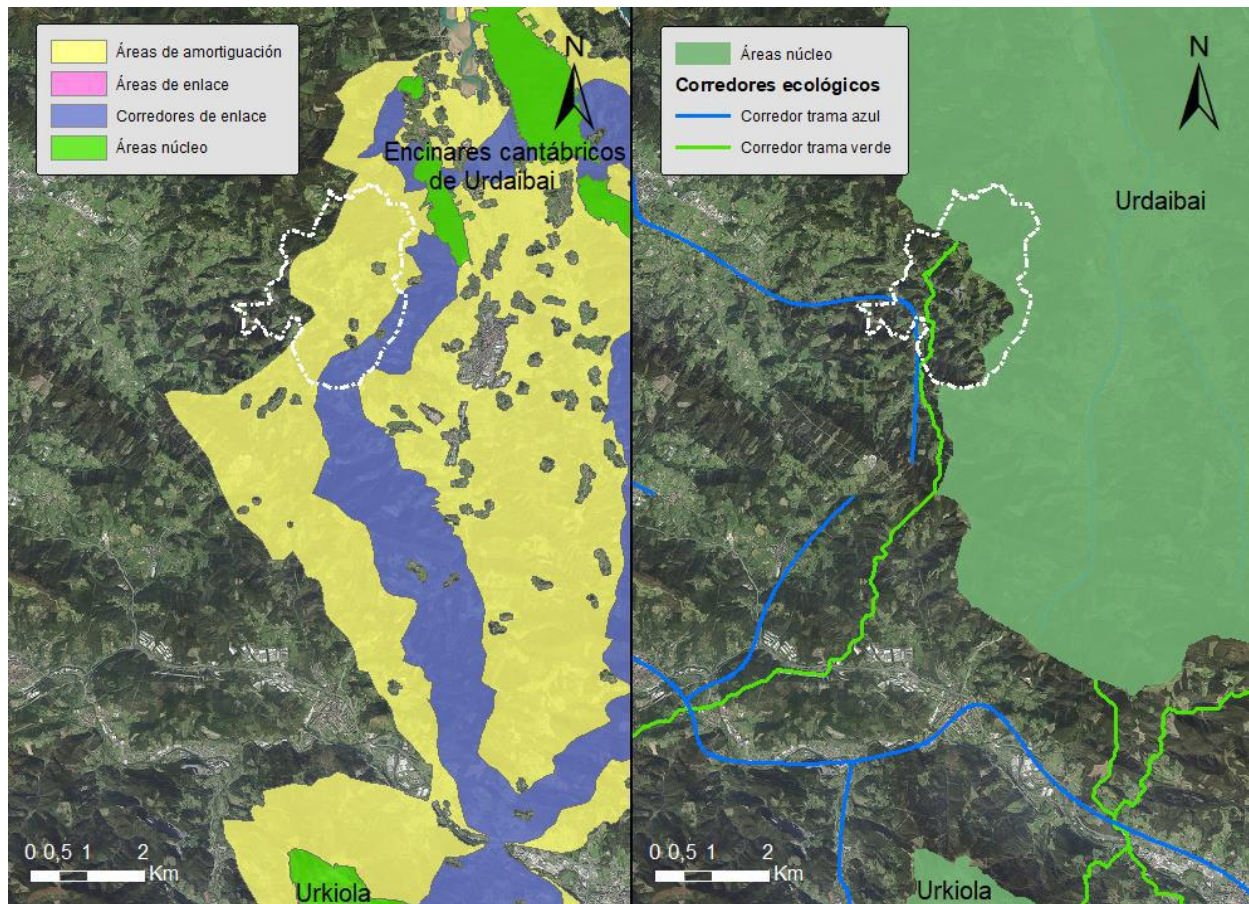 Áreas de amortiguación
Áreas de enlace
Corredores de enlace
Áreas núcleo
N
Encinares cantábricos
de Urdaibai
0 0,5 1 2
Km
Urkiola
Áreas núcleo
Corredores ecológicos
Corredor trama azul
Corredor trama verde
N
Urdaibai
0 0,5 1 2
Km
Urkiola